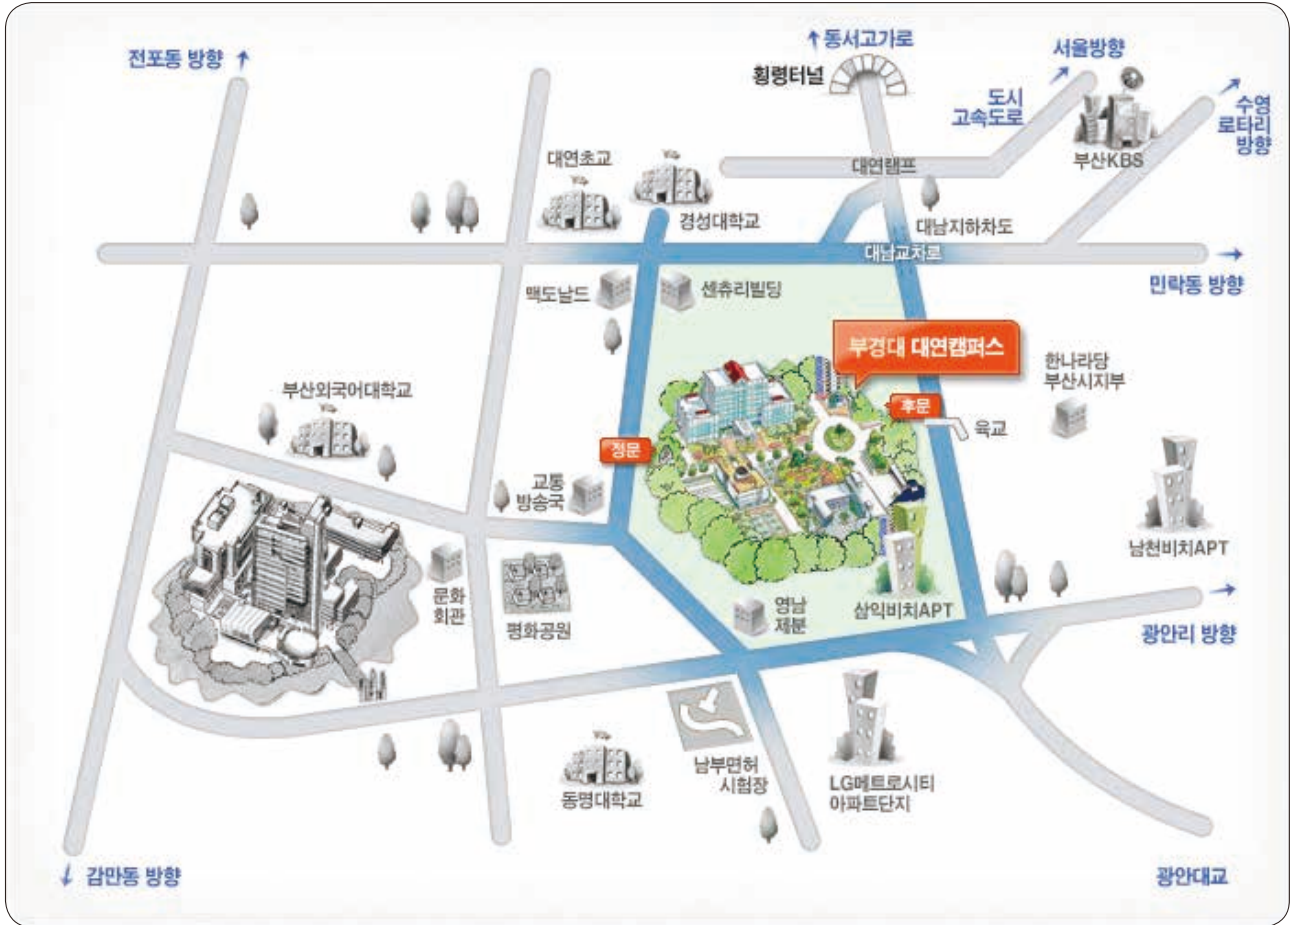 동서고가로
전포동 방향
서울방향
횡령터널
도시
고속도로
수영
로타리
방향
부산KBS
대연초교
대연램프
경성대학교
대남지하차도
대남교차로
민락동 방향
맥도날드
센츄리빌딩
부경대 대연캠퍼스
한나라당
부산시지부
부산외국어대학교
후문
육교
정문
교통
방송국
남천비치APT
문화
회관
평화공원
영남
제분
삼익비치APT
광안리 방향
남부면허
시험장
동명대학교
LG메트로시티
아파트단지
감만동 방향
광안대교